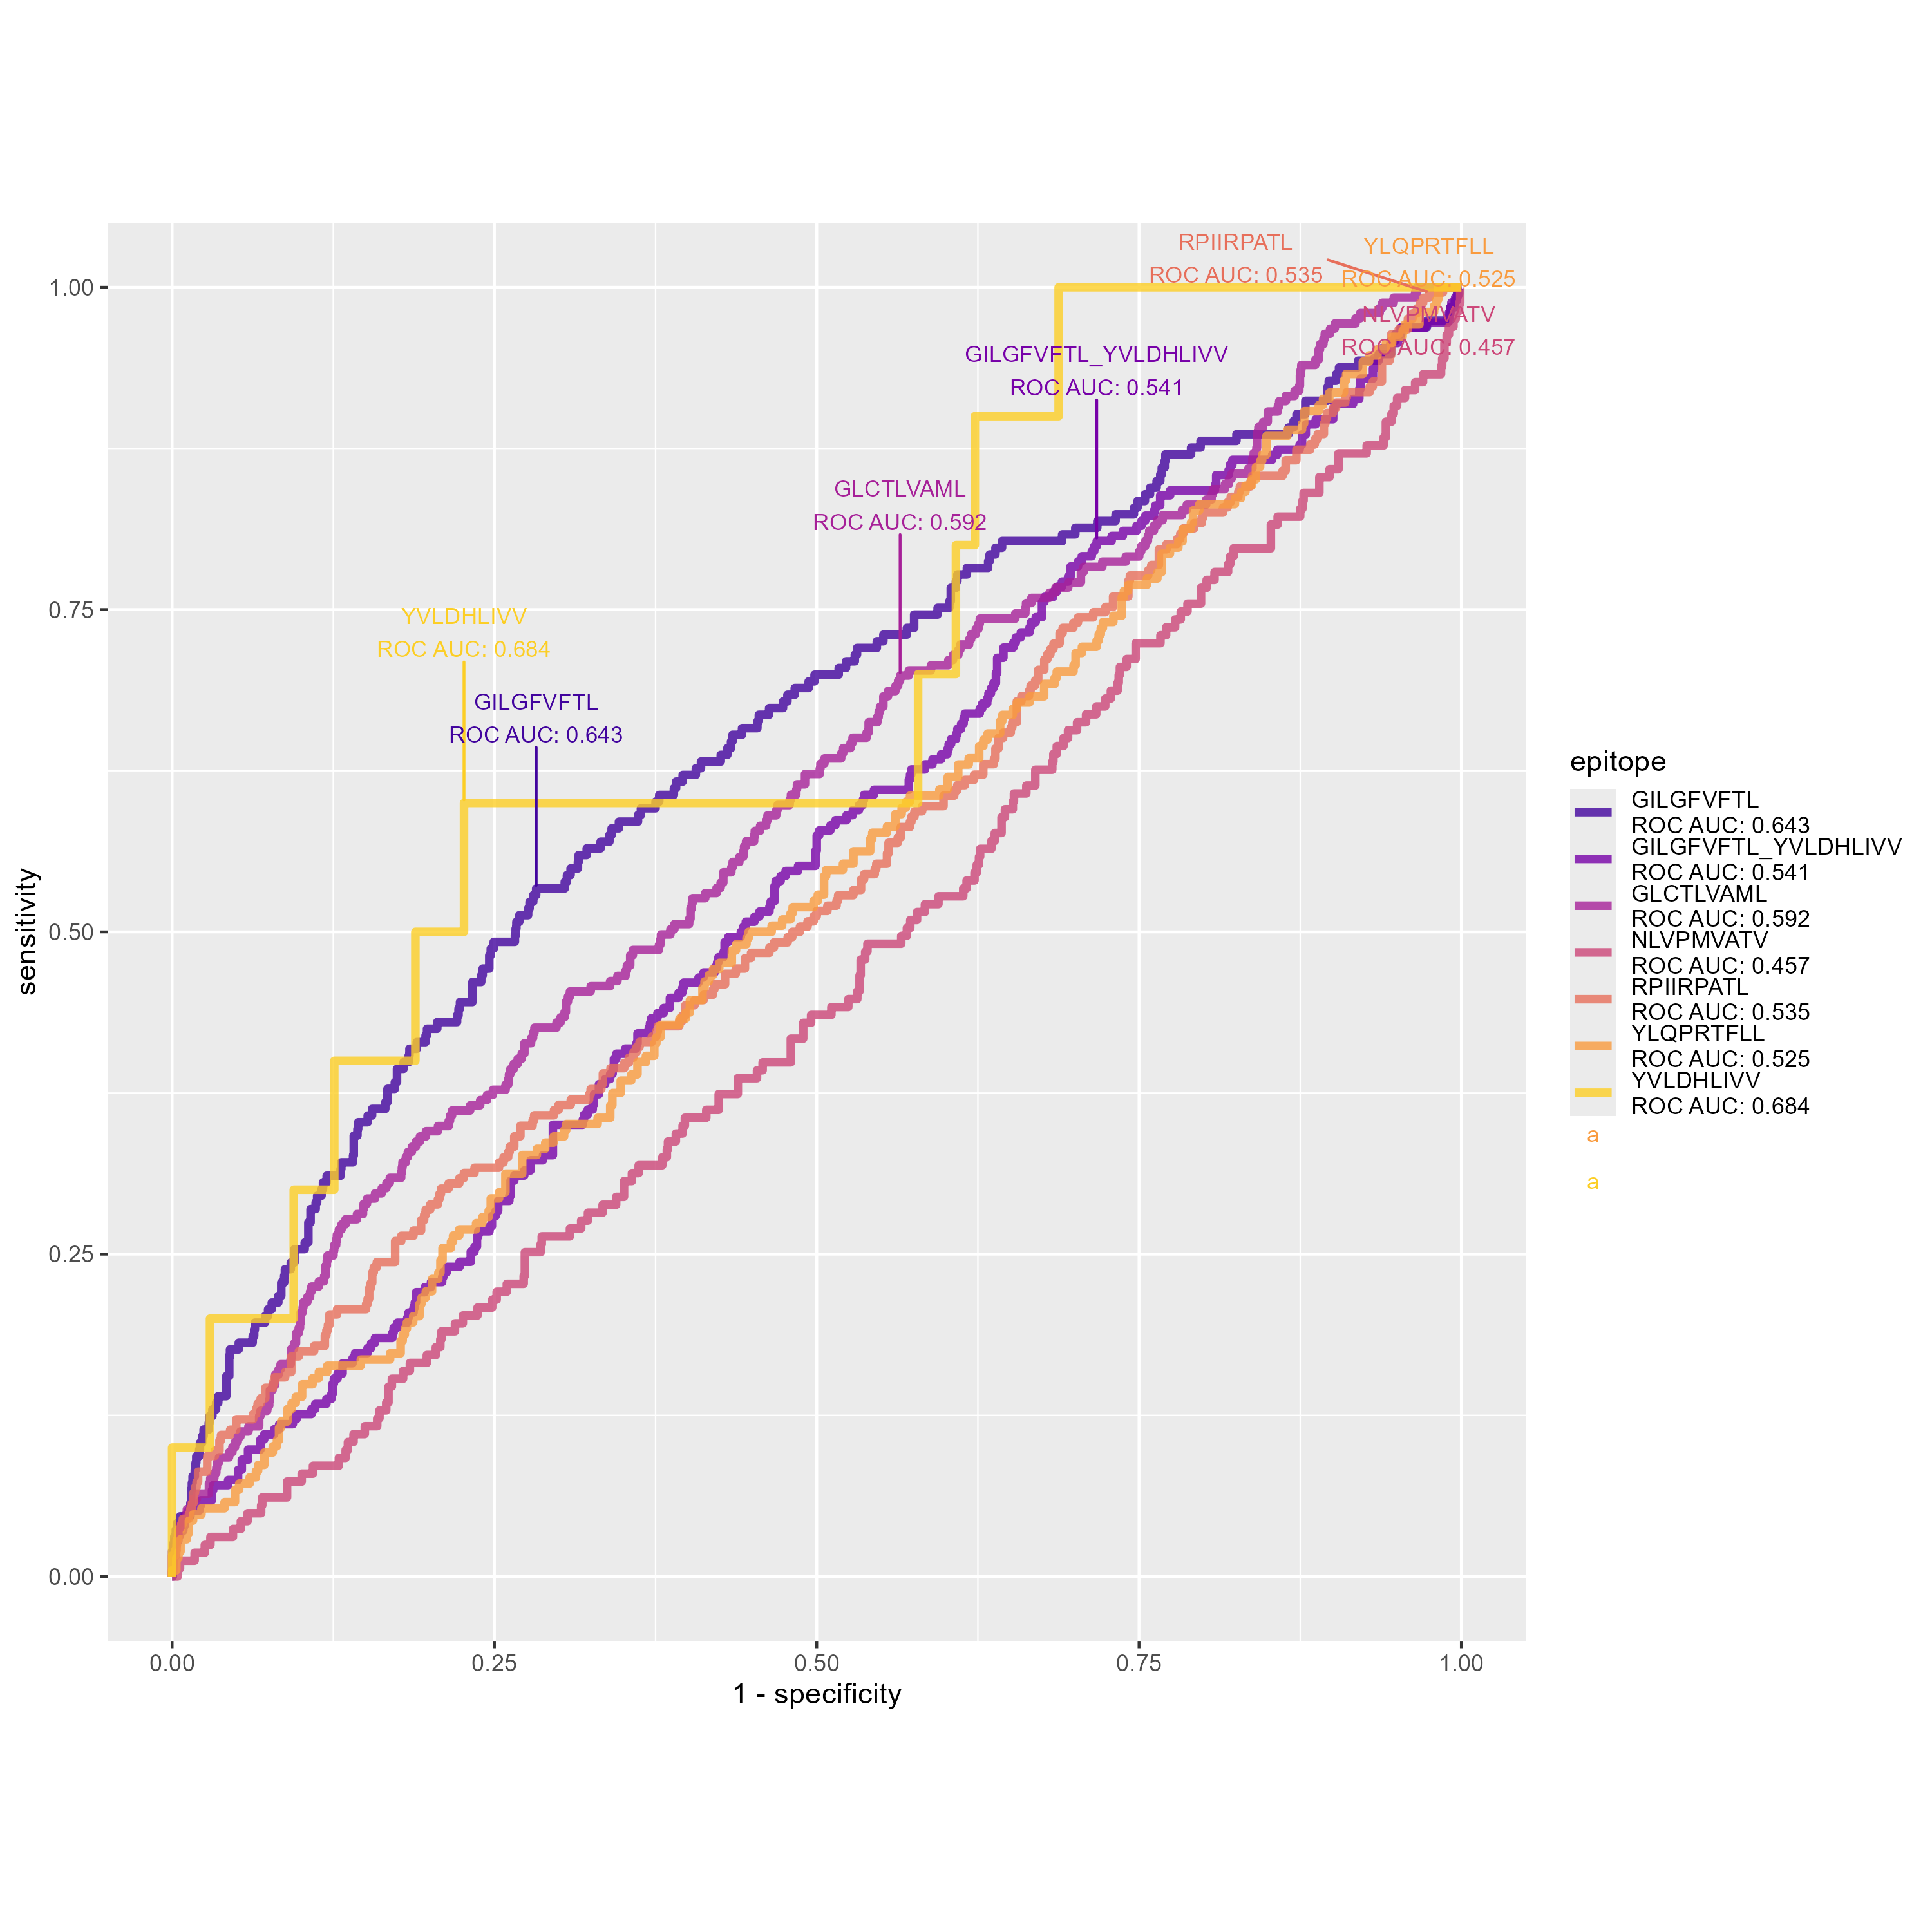 RPIIRPATL
ROC AUC: 0.535
YLQPRTFLL
ROC AUC: 0.525
NLVPMVATV
ROC AUC: 0.457
GILGFVFTL_YVLDHLIVV
ROC AUC: 0.541
GLCTLVAML
ROC AUC: 0.592
YVLDHLIVV
ROC AUC: 0.684
GILGFVFTL
ROC AUC: 0.643
1.00
0.75
0.50
0.25
0.00
sensitivity
0.00
0.25
0.50
0.75
1.00
1 - specificity
epitope
GILGFVFTL
ROC AUC: 0.643
GILGFVFTL_YVLDHLIVV
ROC AUC: 0.541
GLCTLVAML
ROC AUC: 0.592
NLVPMVATV
ROC AUC: 0.457
RPIIRPATL
ROC AUC: 0.535
YLQPRTFLL
ROC AUC: 0.525
YVLDHLIVV
ROC AUC: 0.684
a
a